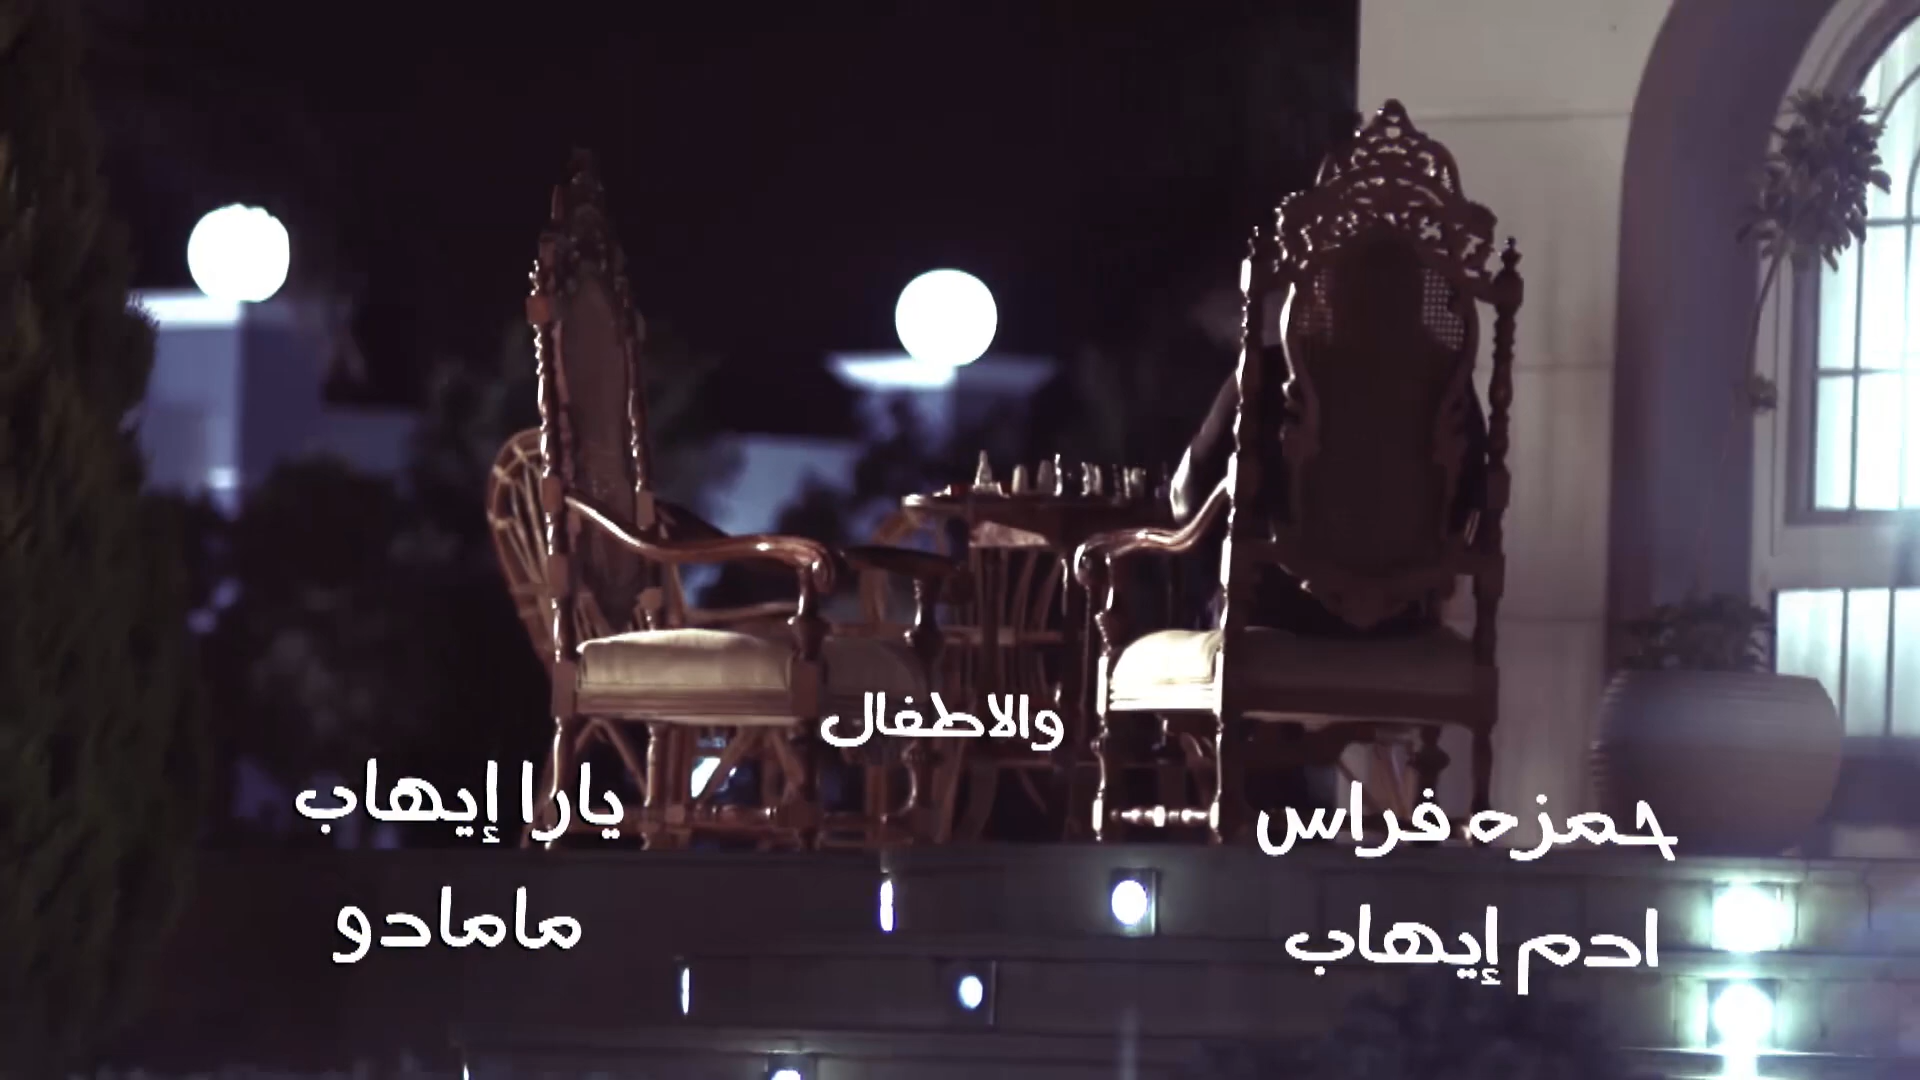 والاطفال
حمزه فراس
يارا إيهاب
ادم إيهاب
مامادو